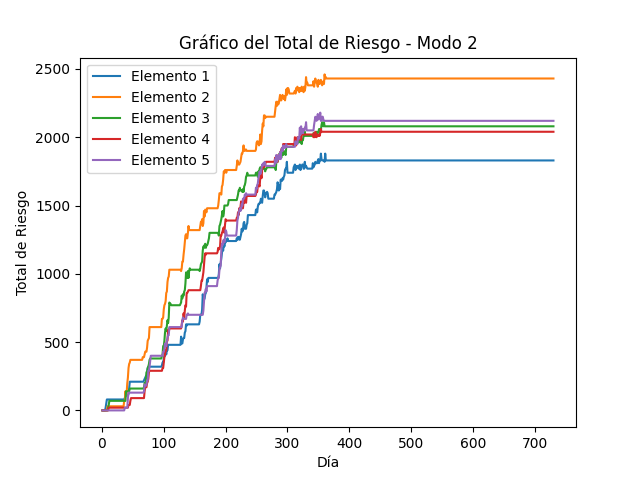 Gráfico del Total de Riesgo - Modo 2
Elemento 1
Elemento 2
Elemento 3
Elemento 4
Elemento 5
Total de Riesgo
2500
2000
1500
1000
500
0
0 100 200 300 400 500 600 700
Día